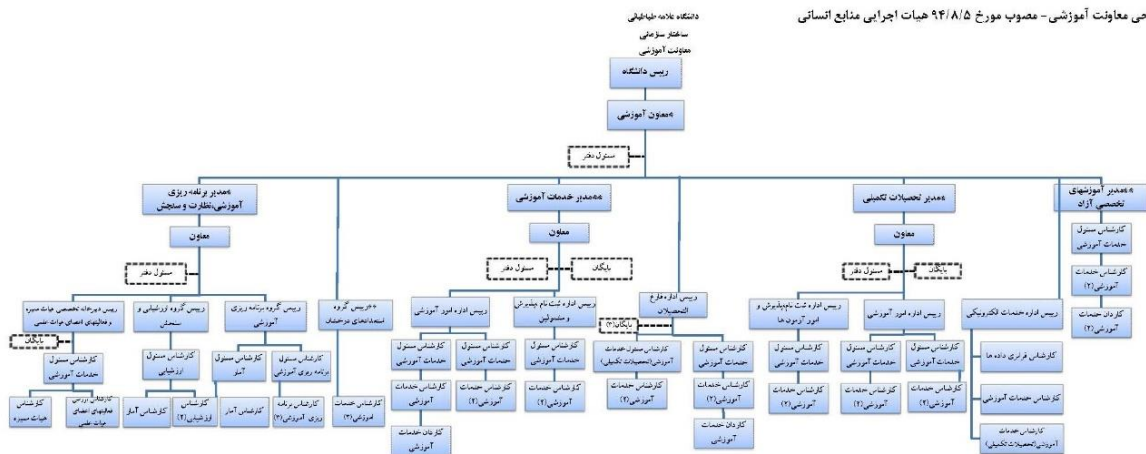 حی معاونت آموزشی- مصوب مورخ ۹۴/۸/۵ هیات اجرایی منابع انسانی
دانشگاه علامه طباطبائی
ساختار سازمانی
معاونت آموزشی
رییس دانشگاه
*معاون آموزشی
مسئول دفتر
**مدیر برنامه ریزی
آموزشی،نظارت و سنجش
**مدیر خدمات آموزشی
**مدیر تحصیلات تکمیلی
**مدیر آموزشهای
تخصصی آزاد
معاون
معاون
معاون
کارشناس مسئول
خدمات آموزشی
مسئول دفتر
مسئول دفتر
بایگان
مسئول دفتر
بایگان
کارشناس خدمات
آموزشی(۲)
رییس دبیرخانه تخصصی هیات ممیزه
و فعالیتهای اعضای هیات علمی
رییس گروه ارزشیابی و
سنجش
رییس گروه برنامه ریزی
آموزشی
**رییس گروه
استعدادهای درخشان
رییس اداره امور آموزشی
رییس اداره ثبت نام،پذیرش
و مشمولین
رییس اداره فارغ
التحصیلان
رییس اداره ثبت نام،پذیرش و
امور آزمون ها
رییس اداره امور آموزشی
رییس اداره خدمات الکترونیکی
کاردان خدمات
آموزشی(۲)
بایگان
بایگان(۳)
کارشناس مسئول
خدمات آموزشی
کارشناس مسئول
ارزشیابی
کارشناس مسئول
آمار
کارشناس مسئول
برنامه ریزی آموزشی
کارشناس مسئول
خدمات آموزشی
کارشناس مسئول
خدمات آموزشی
کارشناس مسئول
خدمات آموزشی
کارشناس مسئول خدمات
آموزشی(تحصیلات تکمیلی)
کارشناس مسئول
خدمات آموزشی
کارشناس مسئول
خدمات آموزشی
کارشناس مسئول
خدمات آموزشی
کارشناس مسئول
خدمات آموزشی
کارشناس فرابری داده ها
کارشناس
هیات ممیزه
کارشناس بررسی
فعالیتهای اعضای
هیات علمی
کارشناس آمار
کارشناس
ارزشیابی(۴)
کارشناس آمار
کارشناس برنامه
ریزی آموزشی(۳)
کارشناس خدمات
آموزشی(۳)
کارشناس خدمات
آموزشی
کارشناس خدمات
آموزشی(۲)
کارشناس خدمات
آموزشی(۲)
کارشناس خدمات
آموزشی(۲)
کارشناس خدمات
آموزشی(۲)
کارشناس خدمات
آموزشی(۲)
کارشناس خدمات
آموزشی(۲)
کارشناس خدمات
آموزشی(۲)
کارشناس مسئول
خدمات آموزشی
کاردان خدمات
آموزشی
کاردان خدمات
آموزشی
کارشناس خدمات
آموزشی(تحصیلات تکمیلی)